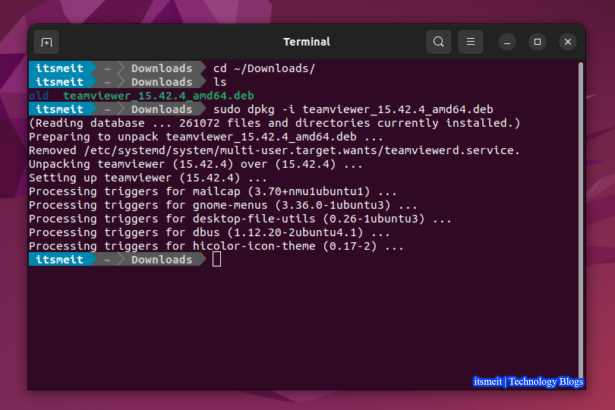 Terminal
itsmeit ~ Downloads cd ~/Downloads/
itsmeit ~ Downloads ls
old teamviewer_15.42.4_amd64.deb
itsmeit ~ Downloads sudo dpkg -i teamviewer_15.42.4_amd64.deb
(Reading database ... 261072 files and directories currently installed.)
Preparing to unpack teamviewer_15.42.4_amd64.deb ...
Removed /etc/systemd/system/multi-user.target.wants/teamviewerd.service.
Unpacking teamviewer (15.42.4) over (15.42.4) ...
Setting up teamviewer (15.42.4) ...
Processing triggers for mailcap (3.70+nmu1ubuntu1) ...
Processing triggers for gnome-menus (3.36.0-1ubuntu3) ...
Processing triggers for desktop-file-utils (0.26-1ubuntu3) ...
Processing triggers for dbus (1.12.20-2ubuntu4.1) ...
Processing triggers for hicolor-icon-theme (0.17-2) ...
itsmeit ~ Downloads
itsmeit | Technology Blogs